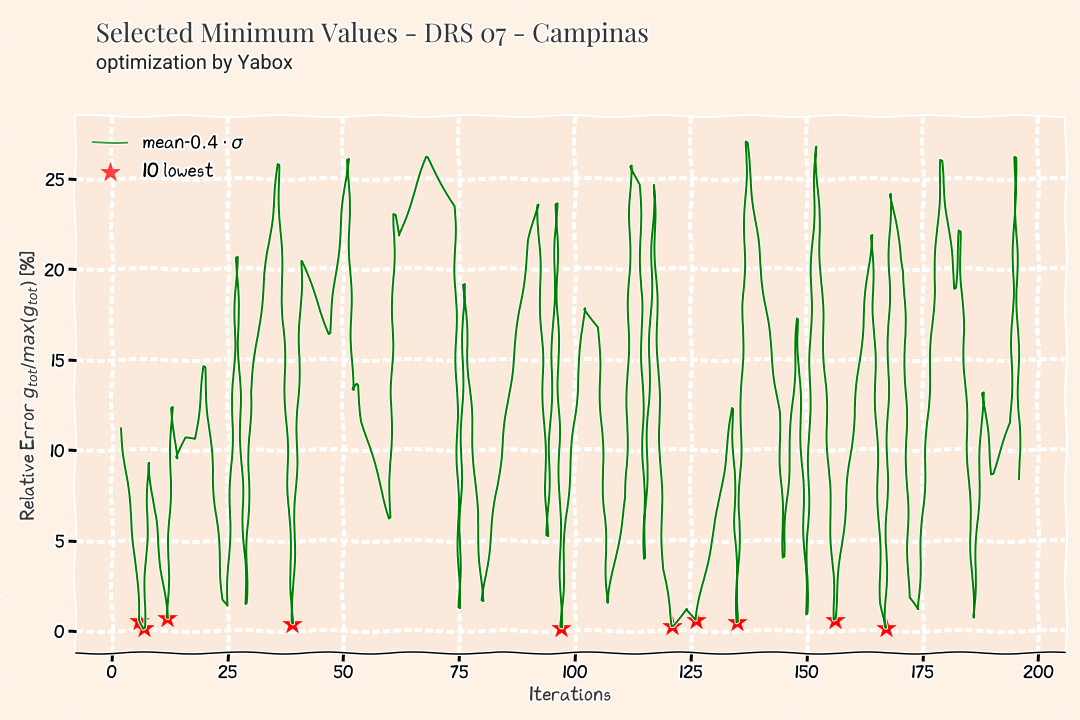 Selected Minimum Values - DRS 07 - Campinas
optimization by Yabox
mean-0.4 · σ
10 lowest
Relative Error g_tot/max(g_tot) [%]
25
20
15
10
5
0
0 25 50 75 100 125 150 175 200
Iterations